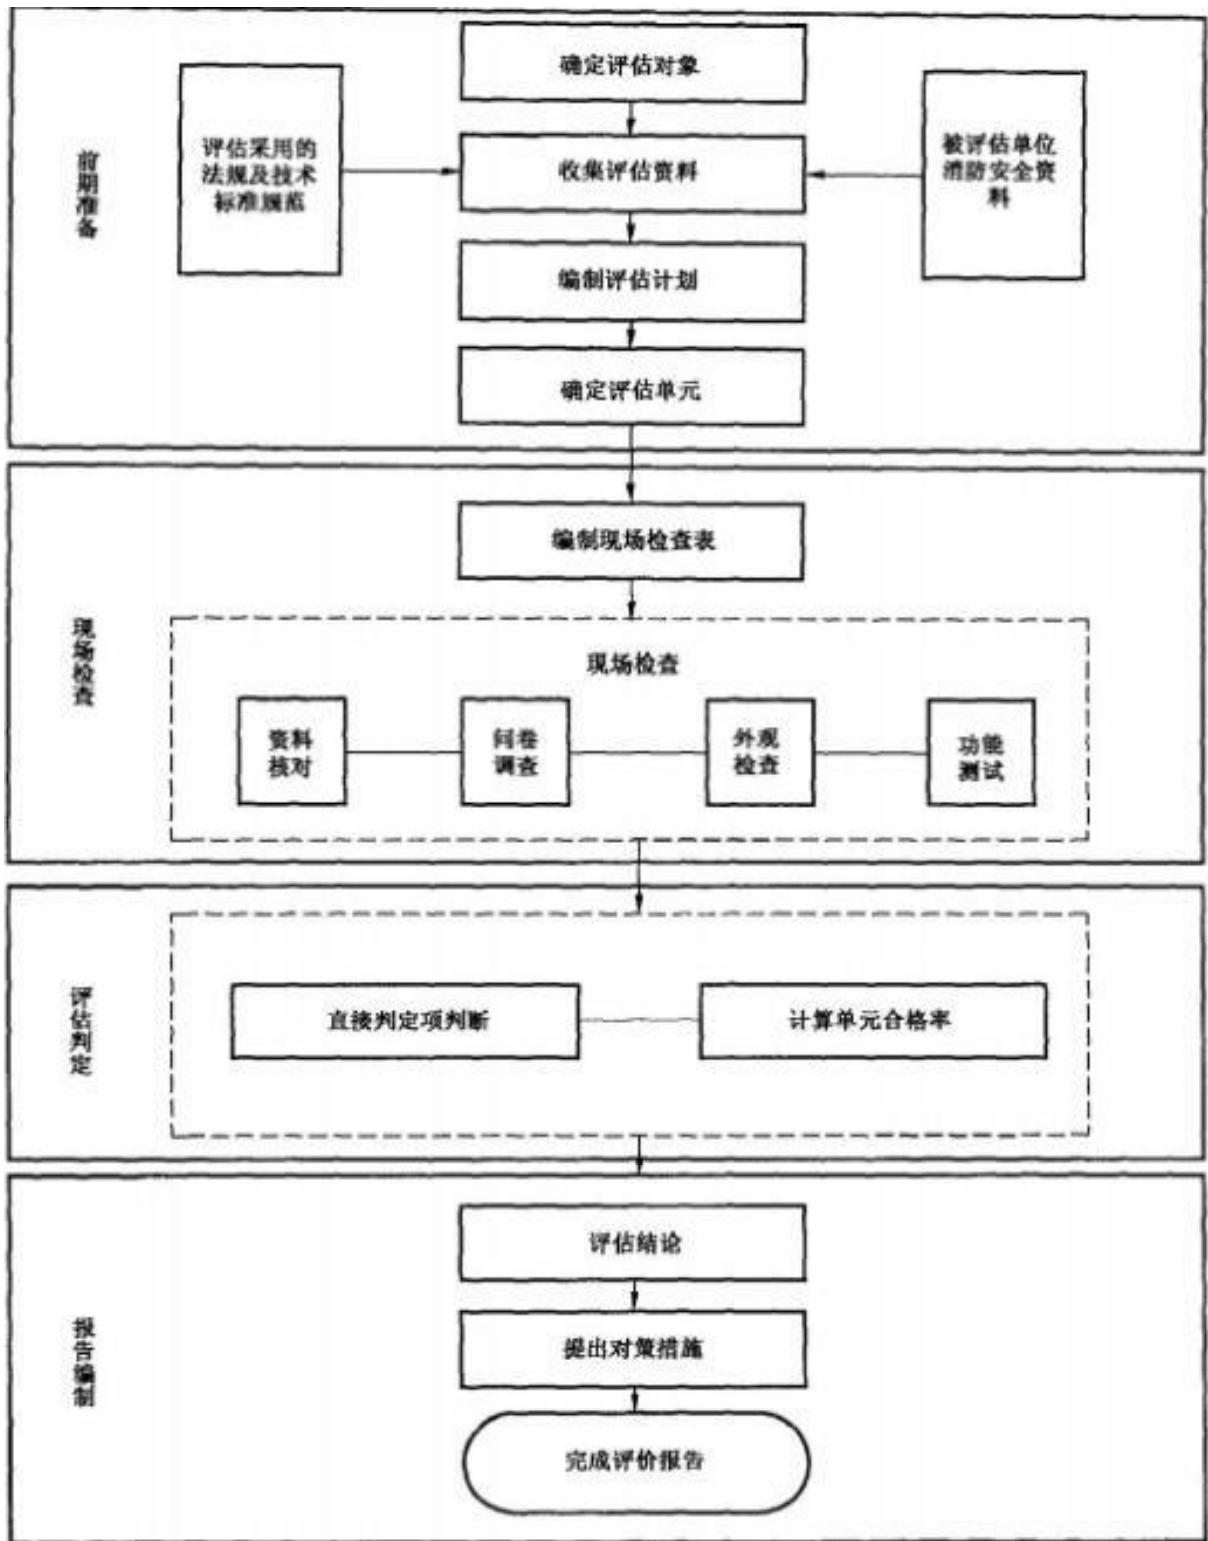 前期准备
确定评估对象
评估采用的
法规及技术
标准规范
收集评估资料
被评估单位
消防安全资
料
编制评估计划
确定评估单元
现场检查
编制现场检查表
现场检查
资料
核对
问卷
调查
外观
检查
功能
测试
评估判定
直接判定项判断
计算单元合格率
报告编制
评估结论
提出对策措施
完成评价报告